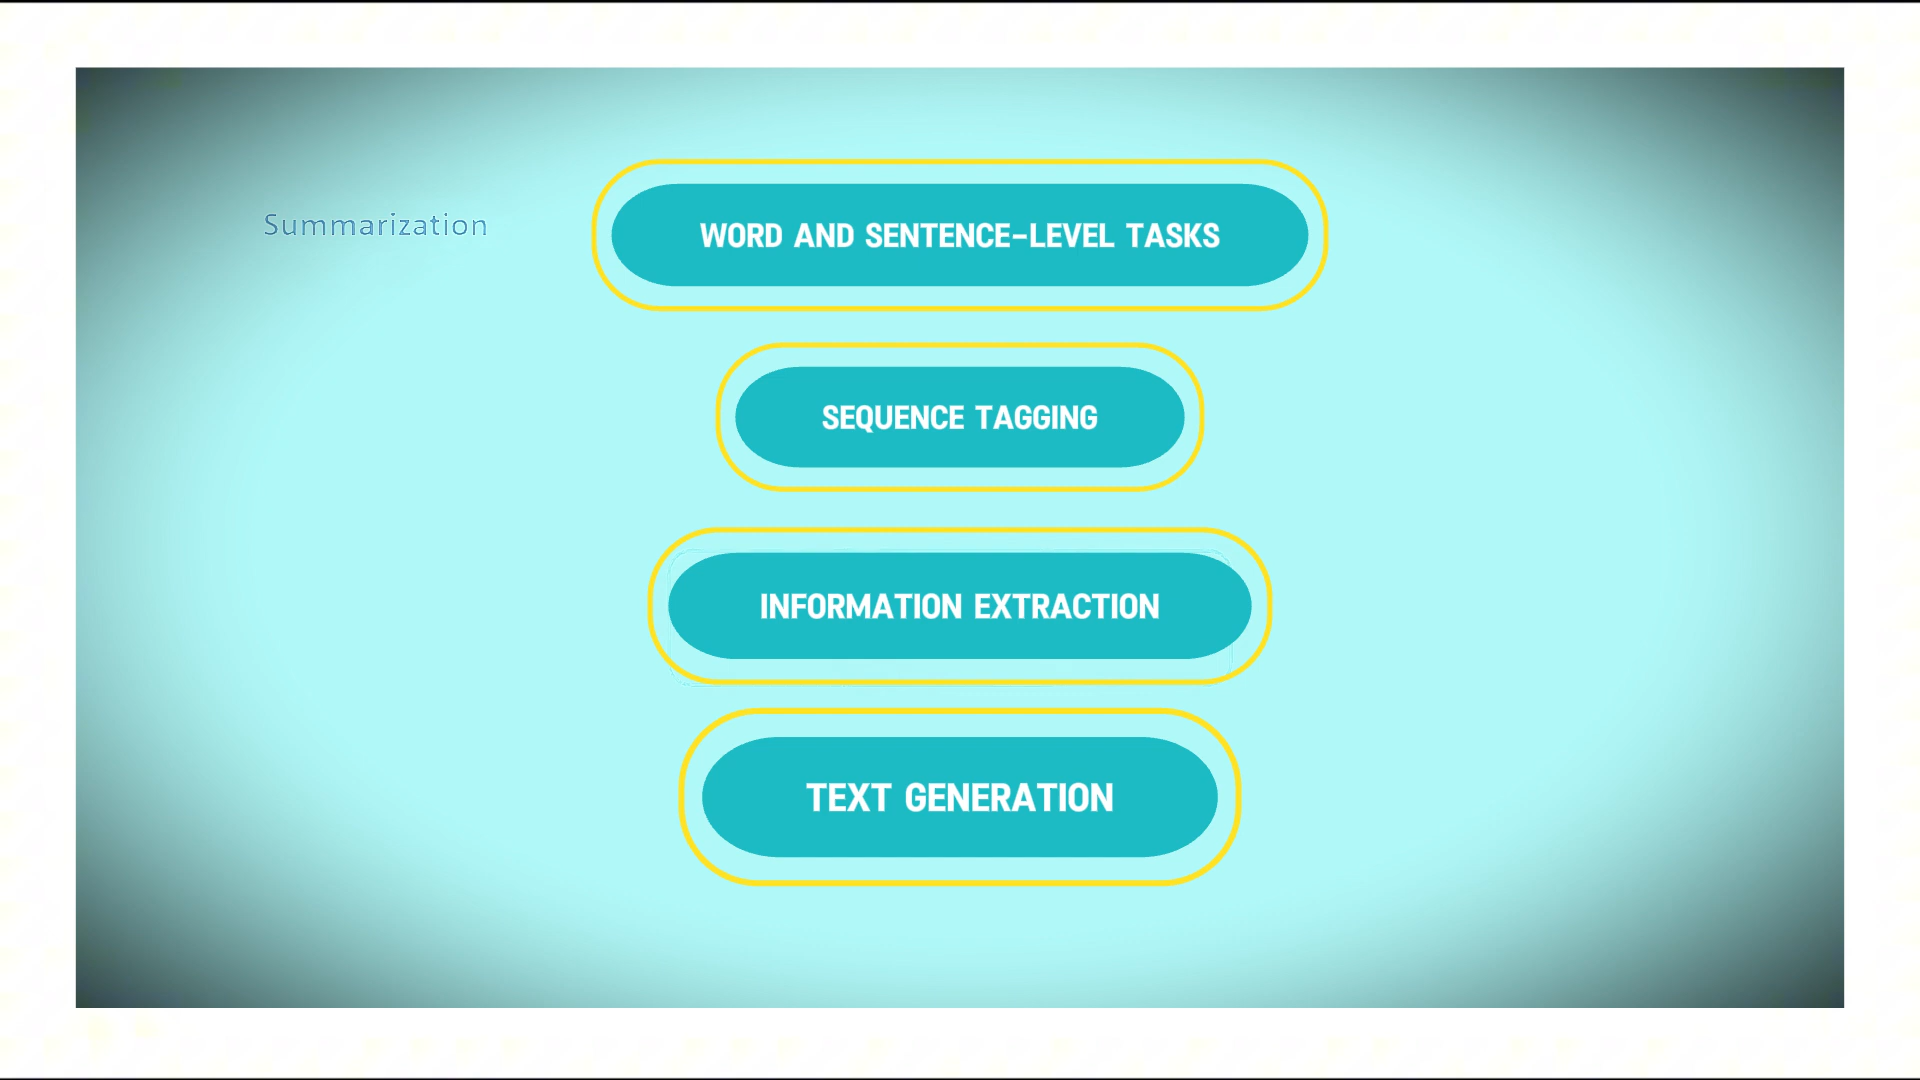 Summarization
WORD AND SENTENCE-LEVEL TASKS
SEQUENCE TAGGING
INFORMATION EXTRACTION
TEXT GENERATION